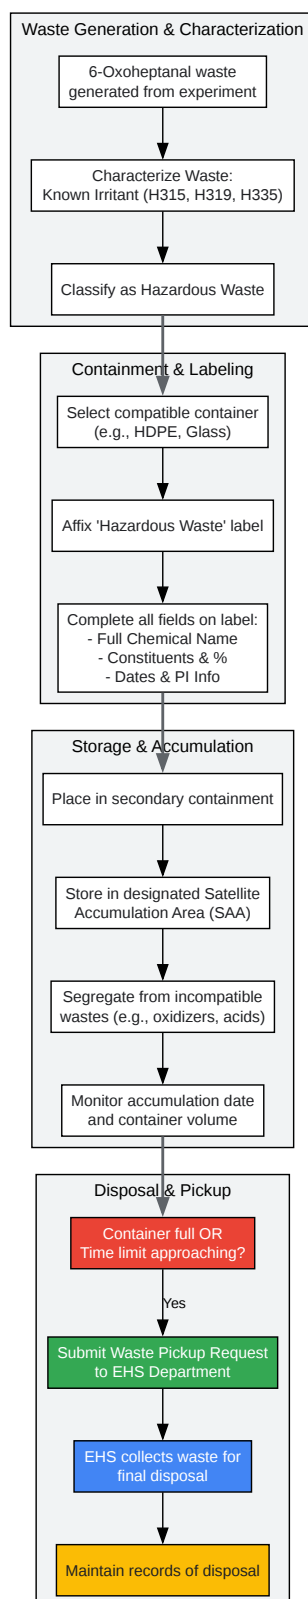 Waste Generation & Characterization
6-Oxoheptanal waste
generated from experiment
Characterize Waste:
Known Irritant (H315, H319, H335)
Classify as Hazardous Waste
Containment & Labeling
Select compatible container
(e.g., HDPE, Glass)
Affix 'Hazardous Waste' label
Complete all fields on label:
- Full Chemical Name
- Constituents & %
- Dates & PI Info
Storage & Accumulation
Place in secondary containment
Store in designated Satellite
Accumulation Area (SAA)
Segregate from incompatible
wastes (e.g., oxidizers, acids)
Monitor accumulation date
and container volume
Disposal & Pickup
Container full OR
Time limit approaching?
Yes
Submit Waste Pickup Request
to EHS Department
EHS collects waste for
final disposal
Maintain records of disposal